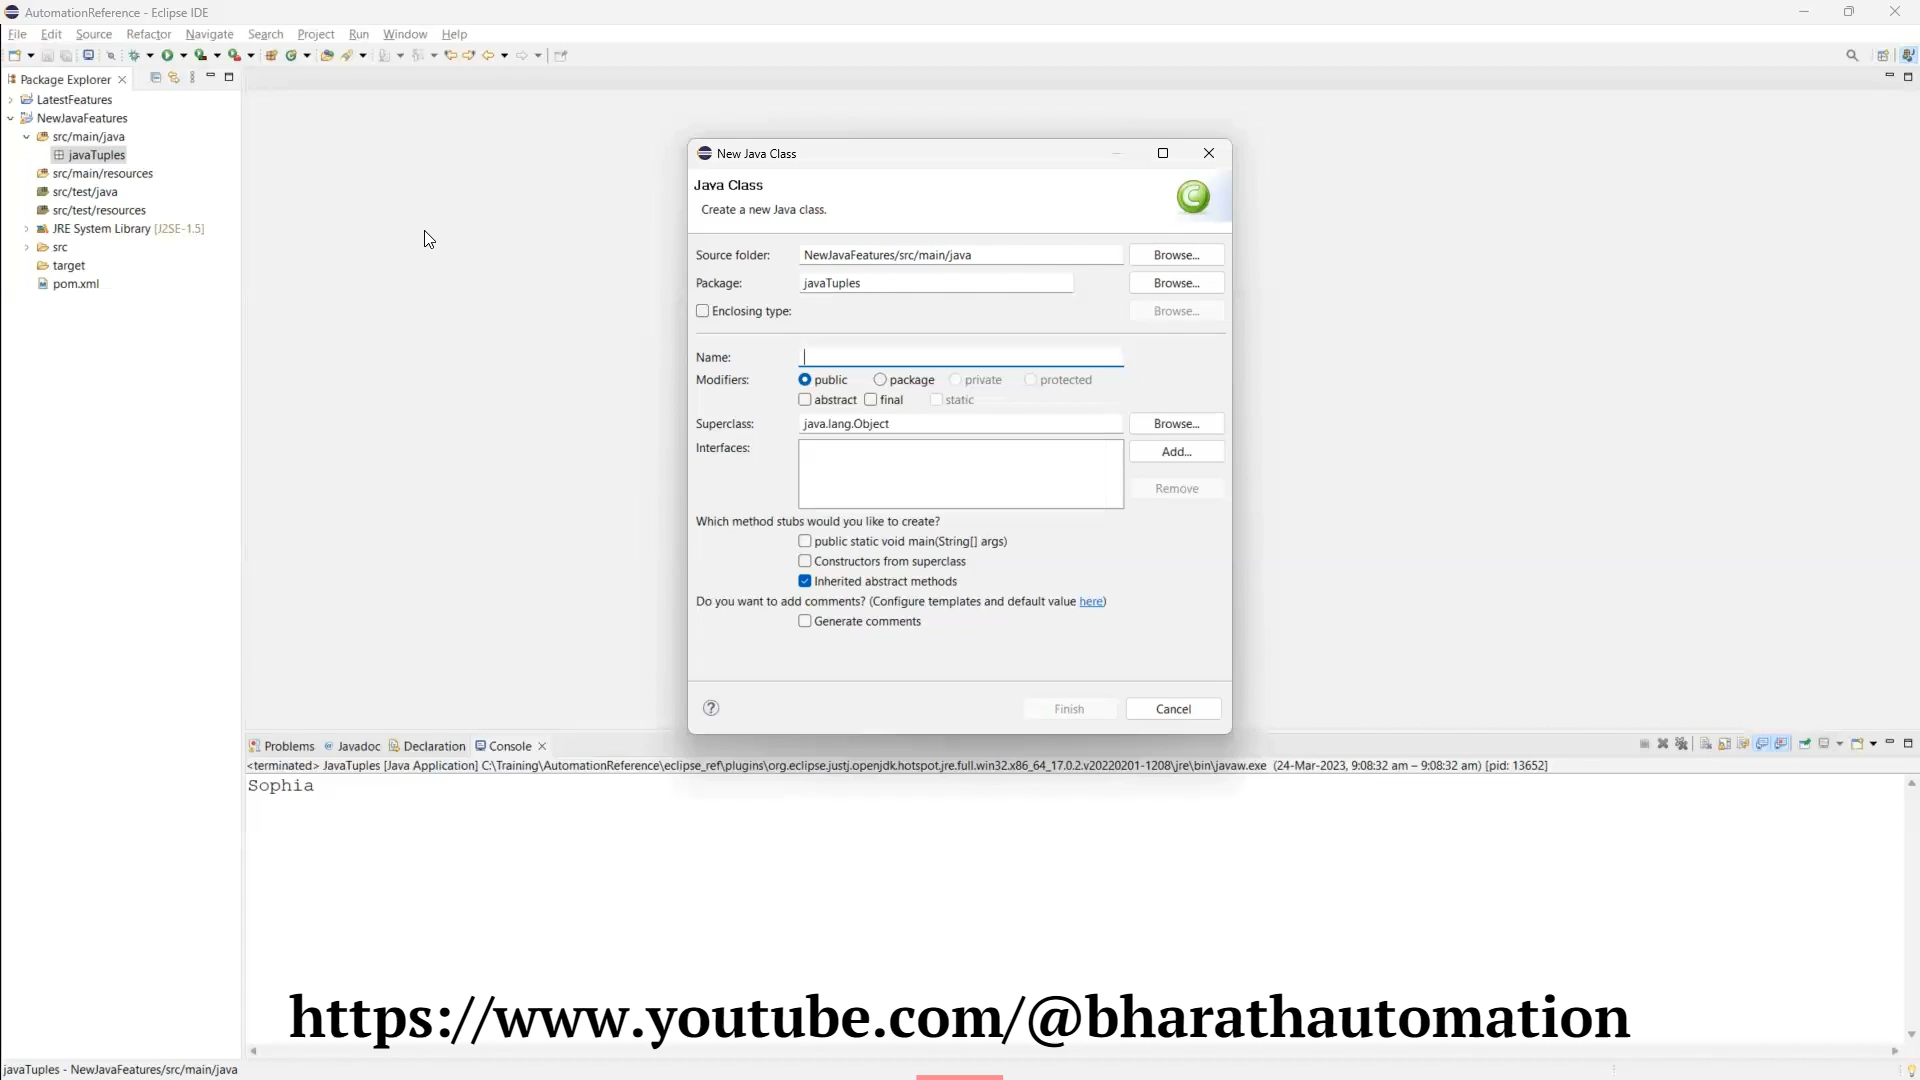 AutomationReference - Eclipse IDE
File Edit Source Refactor Navigate Search Project Run Window Help
Package Explorer
LatestFeatures
NewJavaFeatures
src/main/java
javaTuples
src/main/resources
src/test/java
src/test/resources
JRE System Library [J2SE-1.5]
src
target
pom.xml
New Java Class
Java Class
Create a new Java class.
Source folder: NewJavaFeatures/src/main/java Browse...
Package: javaTuples Browse...
Enclosing type: Browse...
Name:
Modifiers: public package private protected
abstract final static
Superclass: java.lang.Object Browse...
Interfaces: Add...
Remove
Which method stubs would you like to create?
public static void main(String[] args)
Constructors from superclass
Inherited abstract methods
Do you want to add comments? (Configure templates and default value here)
Generate comments
? Finish Cancel
Problems Javadoc Declaration Console
<terminated> JavaTuples [Java Application] C:\Training\AutomationReference\eclipse_ref\plugins\org.eclipse.justj.openjdk.hotspot.jre.full.win32.x86_64_17.0.2.v20220201-1208\jre\bin\javaw.exe (24-Mar-2023, 9:08:32 am – 9:08:32 am) [pid: 13652]
Sophia
https://www.youtube.com/@bharathautomation
javaTuples - NewJavaFeatures/src/main/java